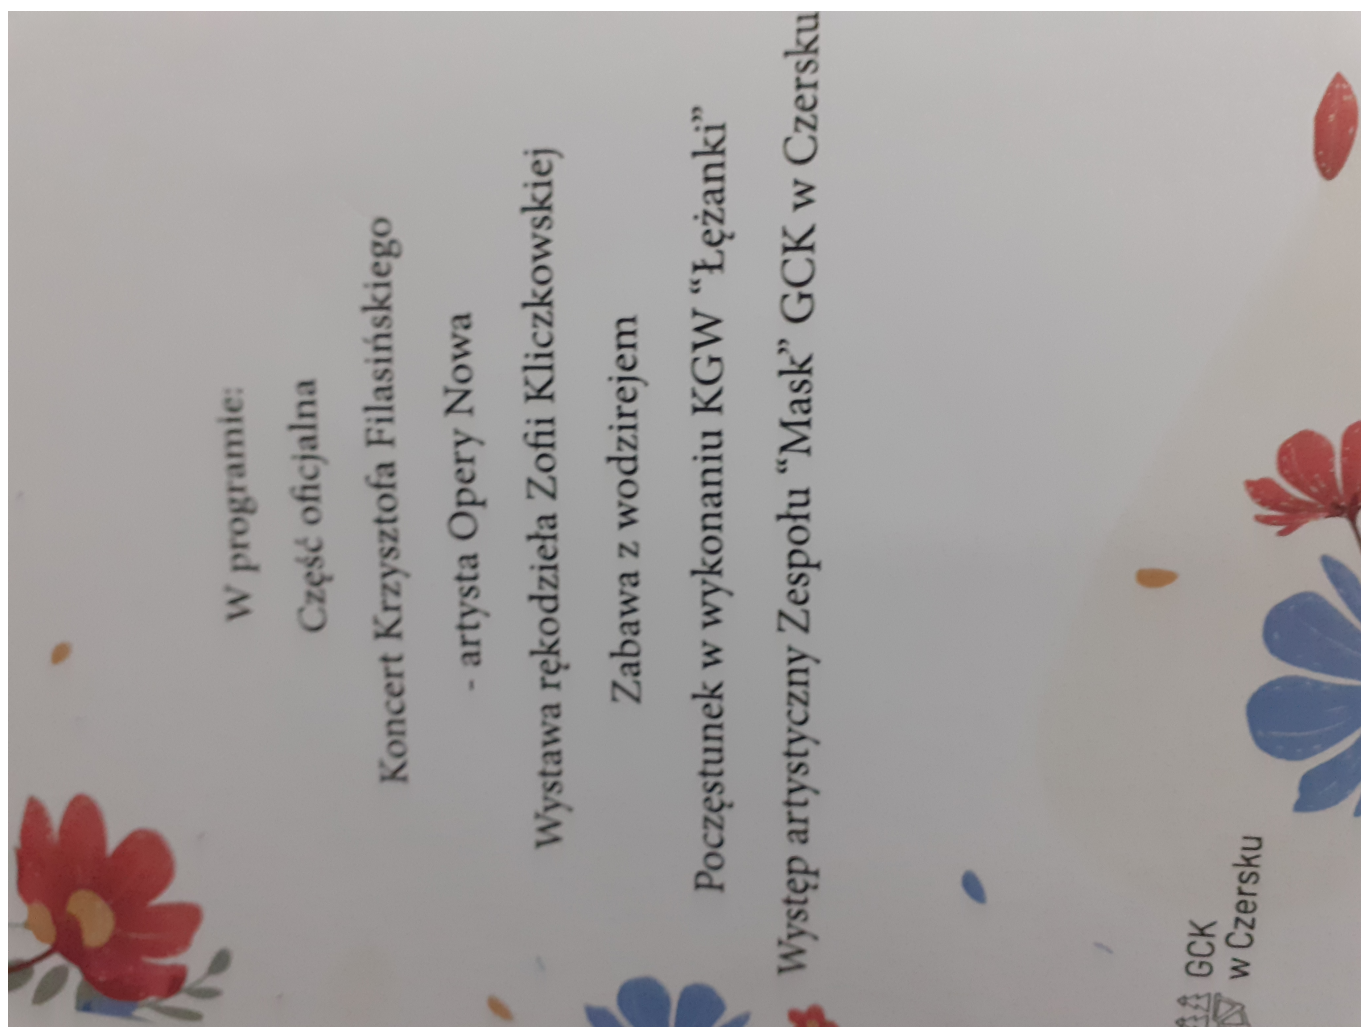 W programie:
Część oficjalna
Koncert Krzysztofa Filasińskiego
- artysta Opery Nowa
Wystawa rękodzieła Zofii Kliczkowskiej
Zabawa z wodzirejem
Poczęstunek w wykonaniu KGW “Łężanki”
Występ artystyczny Zespołu “Mask” GCK w Czersku
GCK
w Czersku